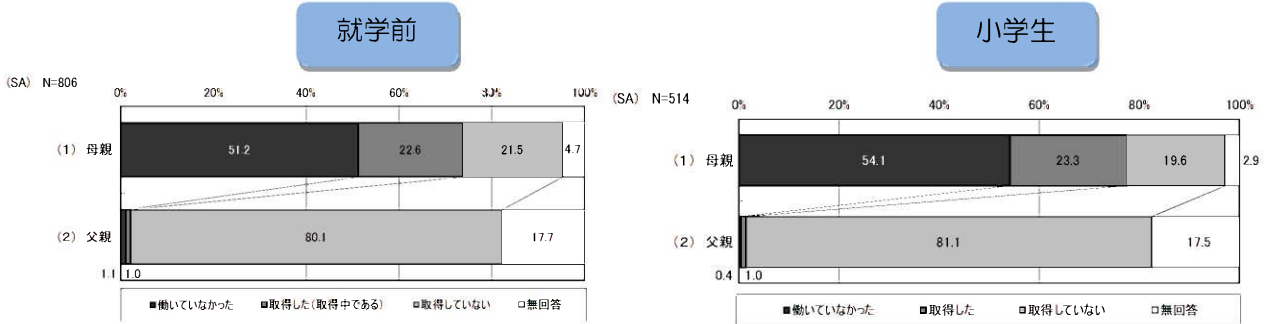 就学前
(SA) N=806
0% 20% 40% 60% 80% 100%
(1) 母親 51.2 22.6 21.5 4.7
(2) 父親 80.1 17.7
1.1 1.0
■働いていなかった ■取得した(取得中である) ■取得していない □無回答
小学生
(SA) N=514
0% 20% 40% 60% 80% 100%
(1) 母親 54.1 23.3 19.6 2.9
(2) 父親 81.1 17.5
0.4 1.0
■働いていなかった ■取得した ■取得していない □無回答